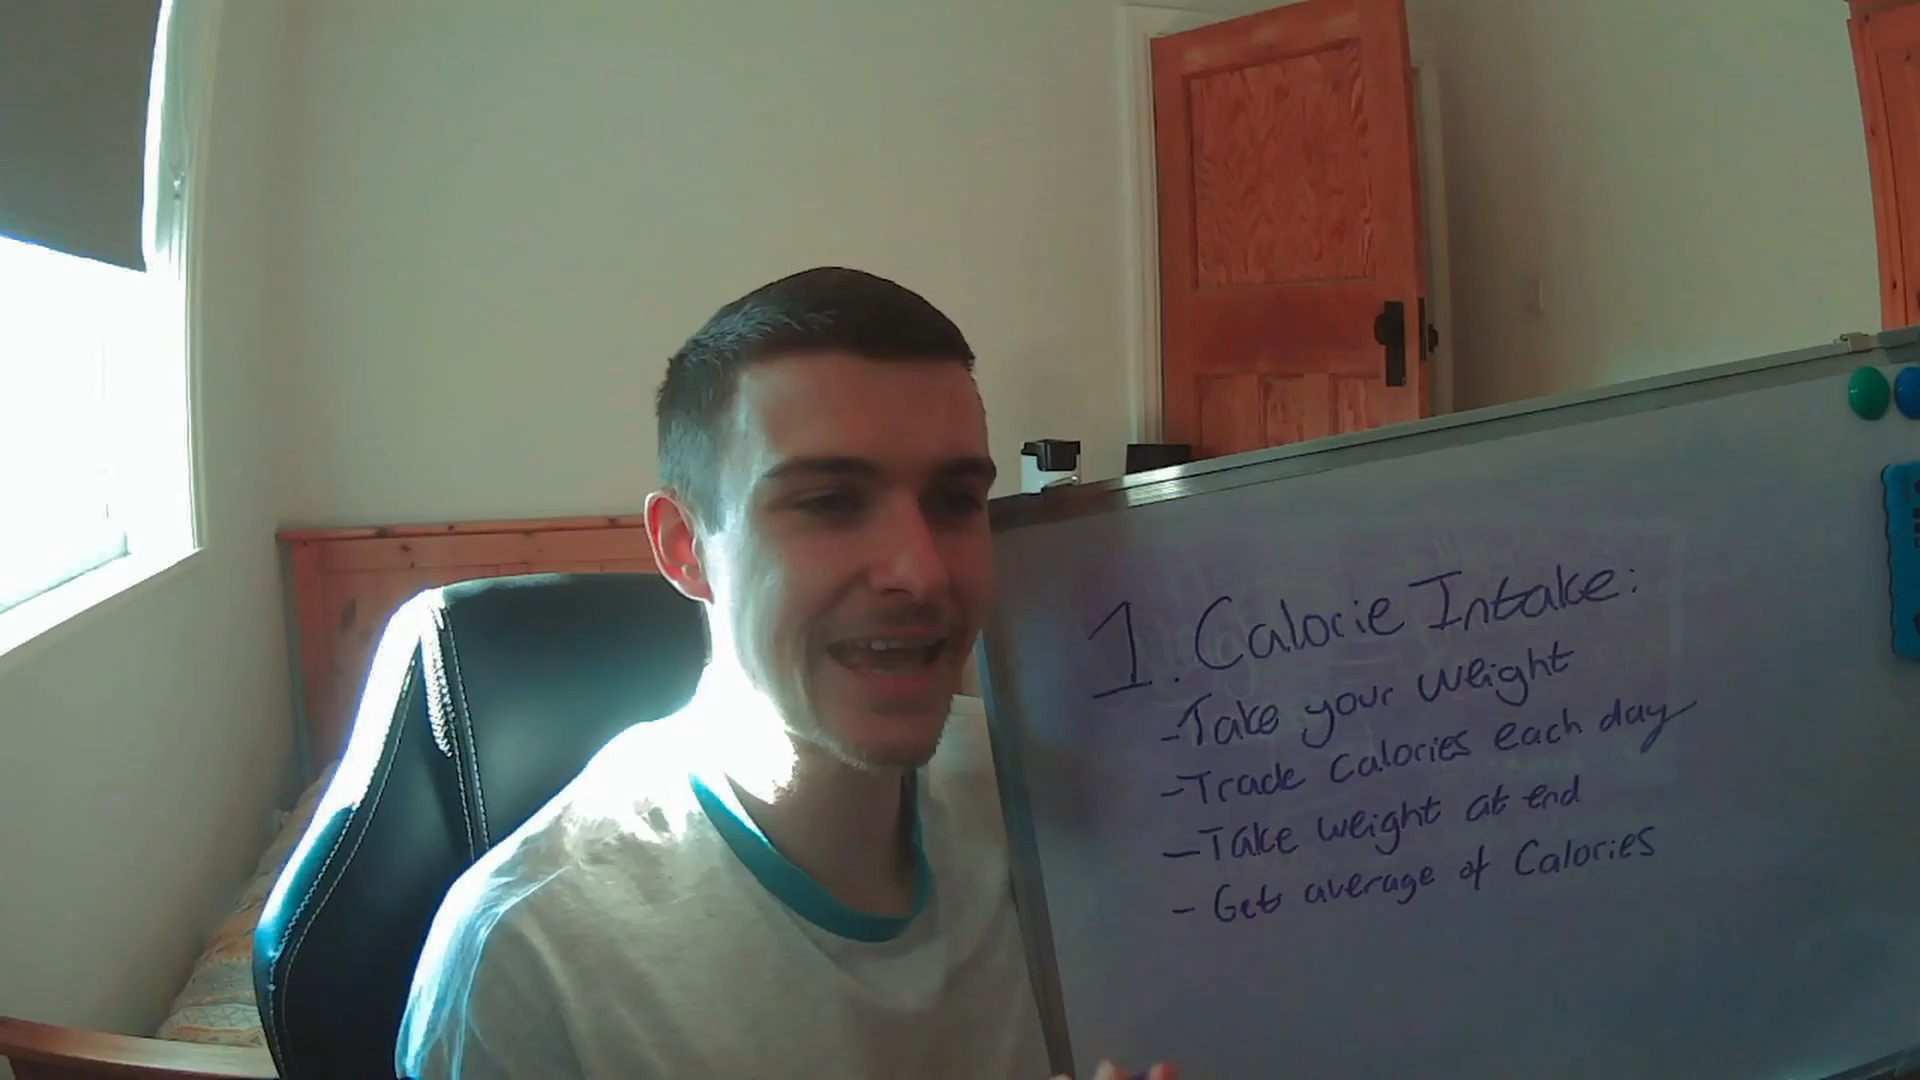 1. Calorie Intake:
- Take your weight
- Track Calories each day
- Take weight at end
- Get average of Calories